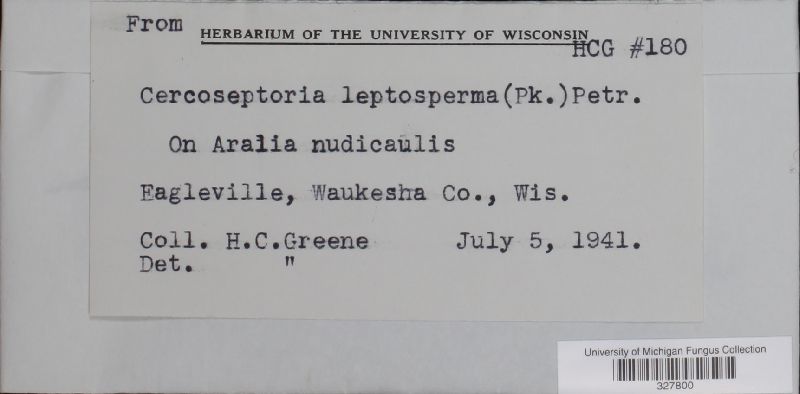 From
HERBARIUM OF THE UNIVERSITY OF WISCONSIN
HCG #180
Cercoseptoria leptosperma(Pk.)Petr.
On Aralia nudicaulis
Eagleville, Waukesha Co., Wis.
Coll. H.C.Greene July 5, 1941.
Det. "
University of Michigan Fungus Collection
327800